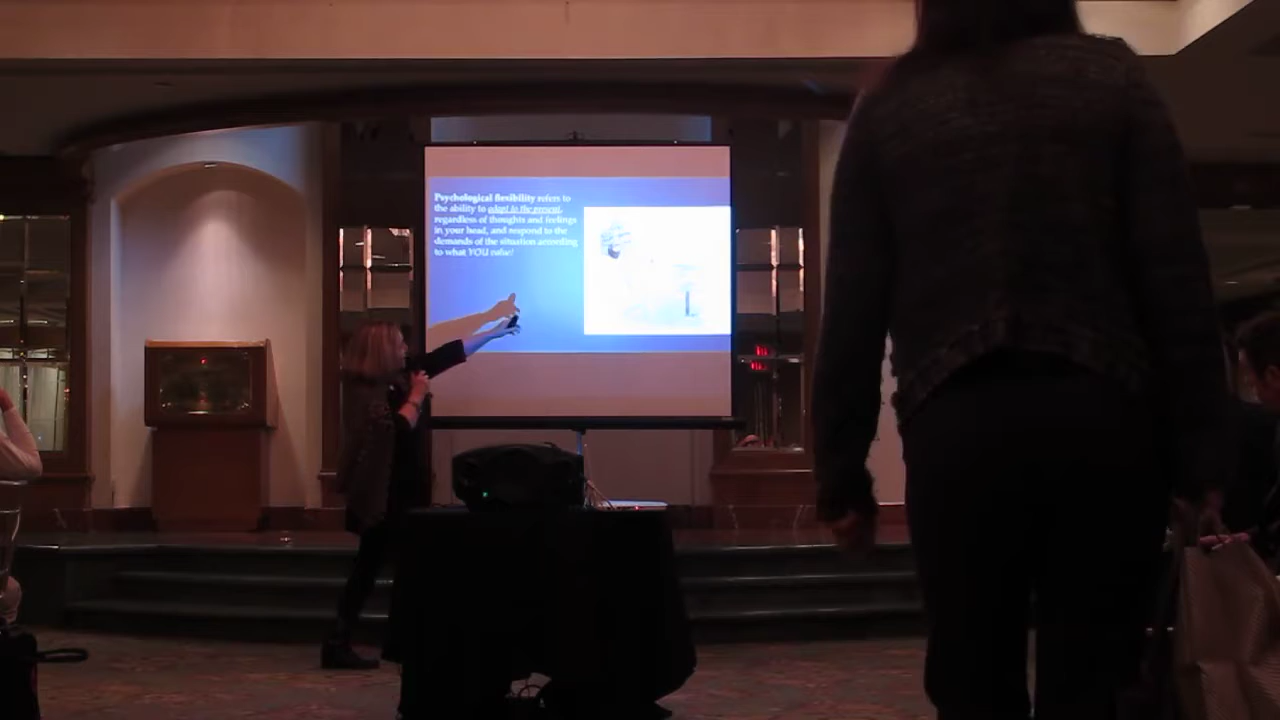 Psychological flexibility refers to
the ability to adapt to the present,
regardless of thoughts and feelings
in your head, and respond to the
demands of the situation according
to what YOU value!